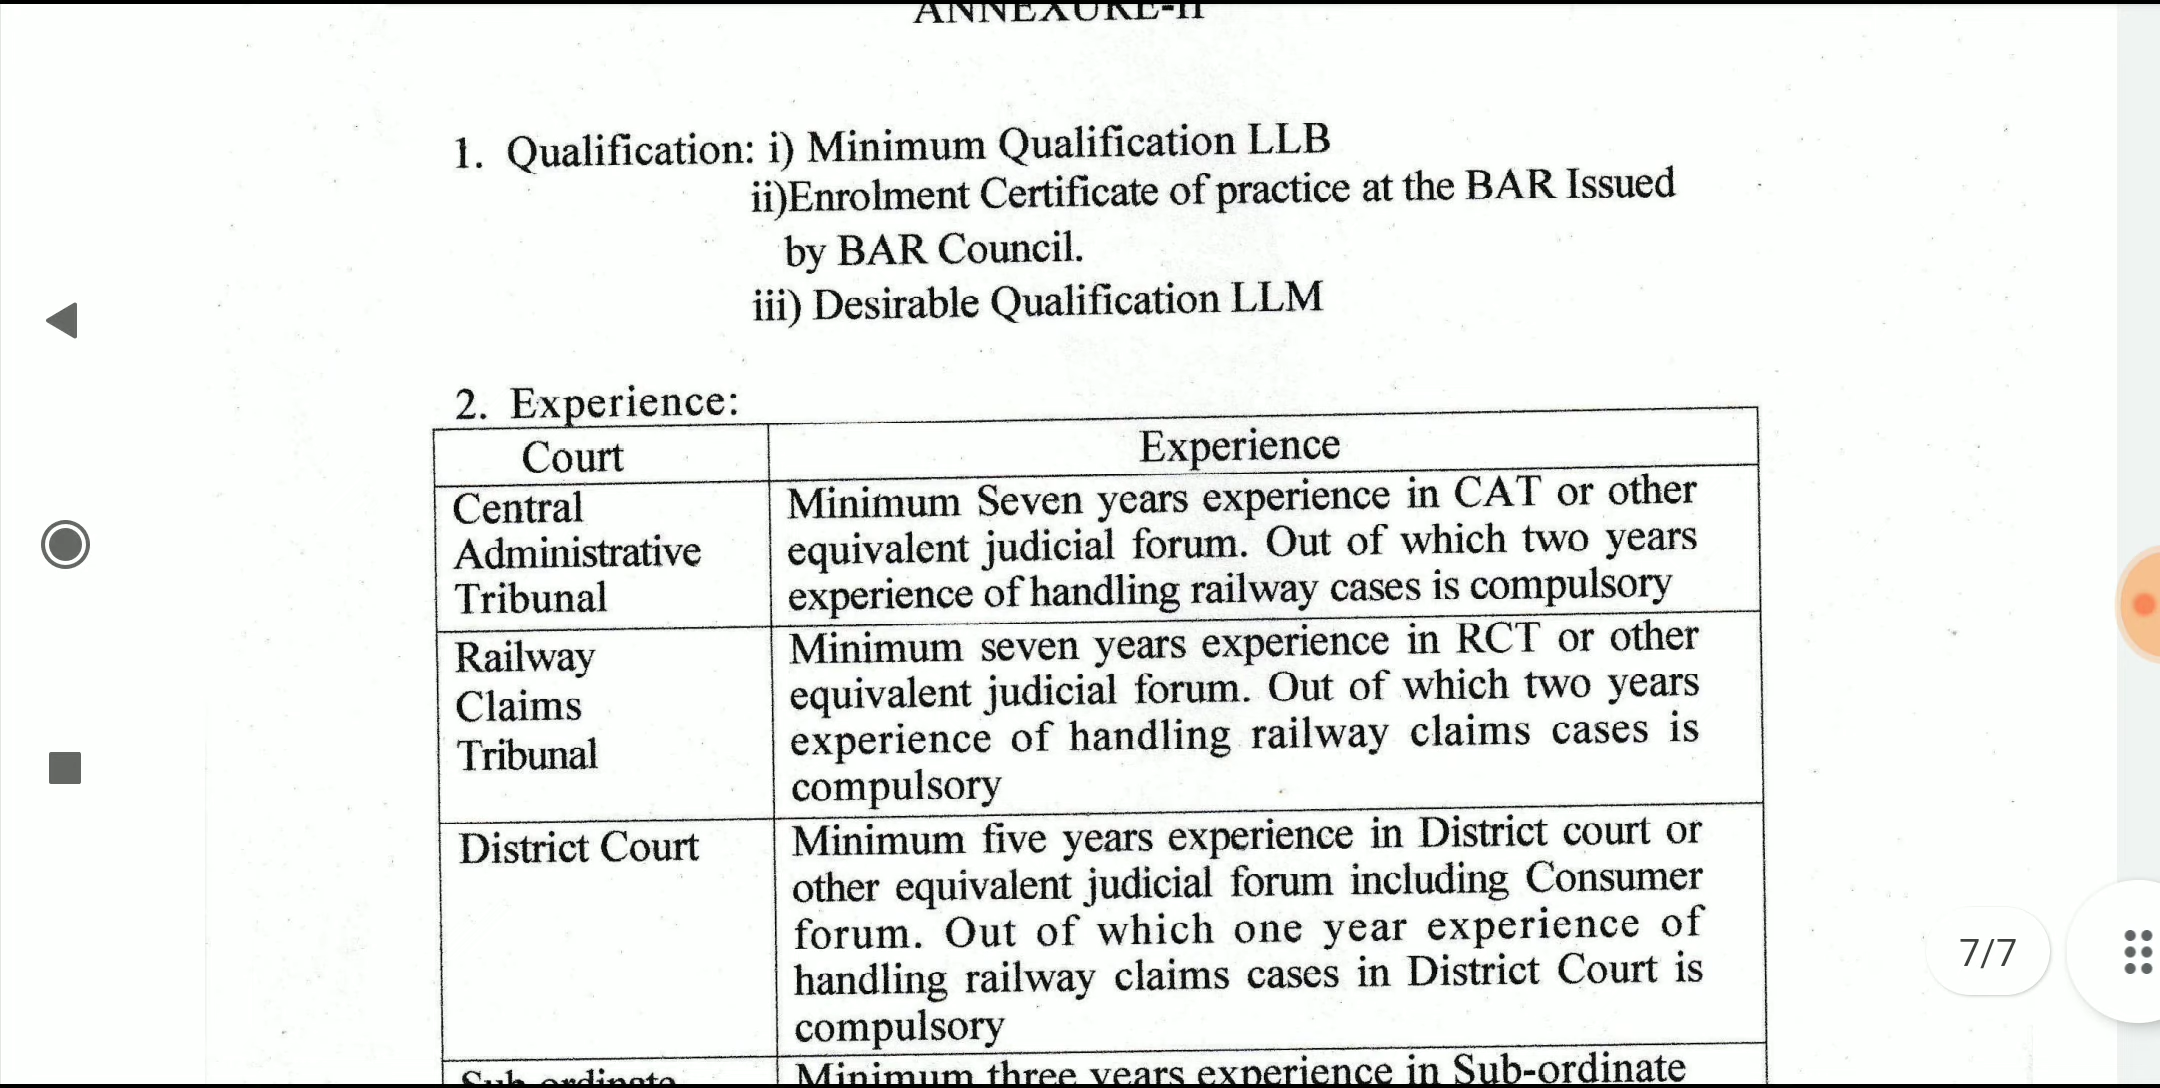 ANNEXURE-II
1. Qualification: i) Minimum Qualification LLB
ii)Enrolment Certificate of practice at the BAR Issued
by BAR Council.
iii) Desirable Qualification LLM
2. Experience:
Court Experience
Central
Administrative
Tribunal
Minimum Seven years experience in CAT or other
equivalent judicial forum. Out of which two years
experience of handling railway cases is compulsory
Railway
Claims
Tribunal
Minimum seven years experience in RCT or other
equivalent judicial forum. Out of which two years
experience of handling railway claims cases is
compulsory
District Court
Minimum five years experience in District court or
other equivalent judicial forum including Consumer
forum. Out of which one year experience of
handling railway claims cases in District Court is
compulsory
Sub-ordinate
Minimum three years experience in Sub-ordinate
7/7